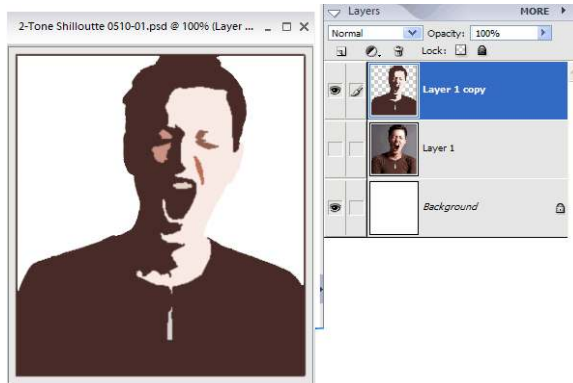 2-Tone Shilloutte 0510-01.psd @ 100% (Layer ...
Layers MORE
Normal Opacity: 100%
Lock:
Layer 1 copy
Layer 1
Background